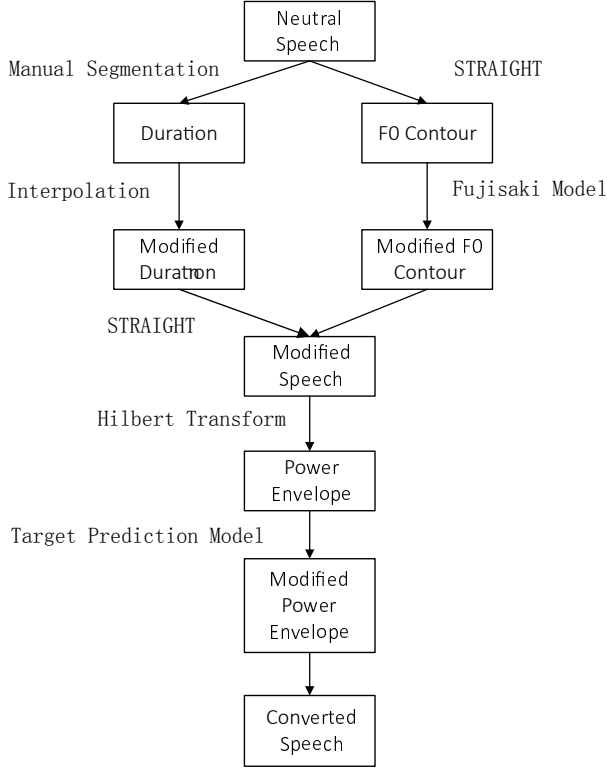 Neutral
Speech
Manual Segmentation
STRAIGHT
Duration
F0 Contour
Interpolation
Fujisaki Model
Modified
Duration
Modified F0
Contour
STRAIGHT
Modified
Speech
Hilbert Transform
Power
Envelope
Target Prediction Model
Modified
Power
Envelope
Converted
Speech